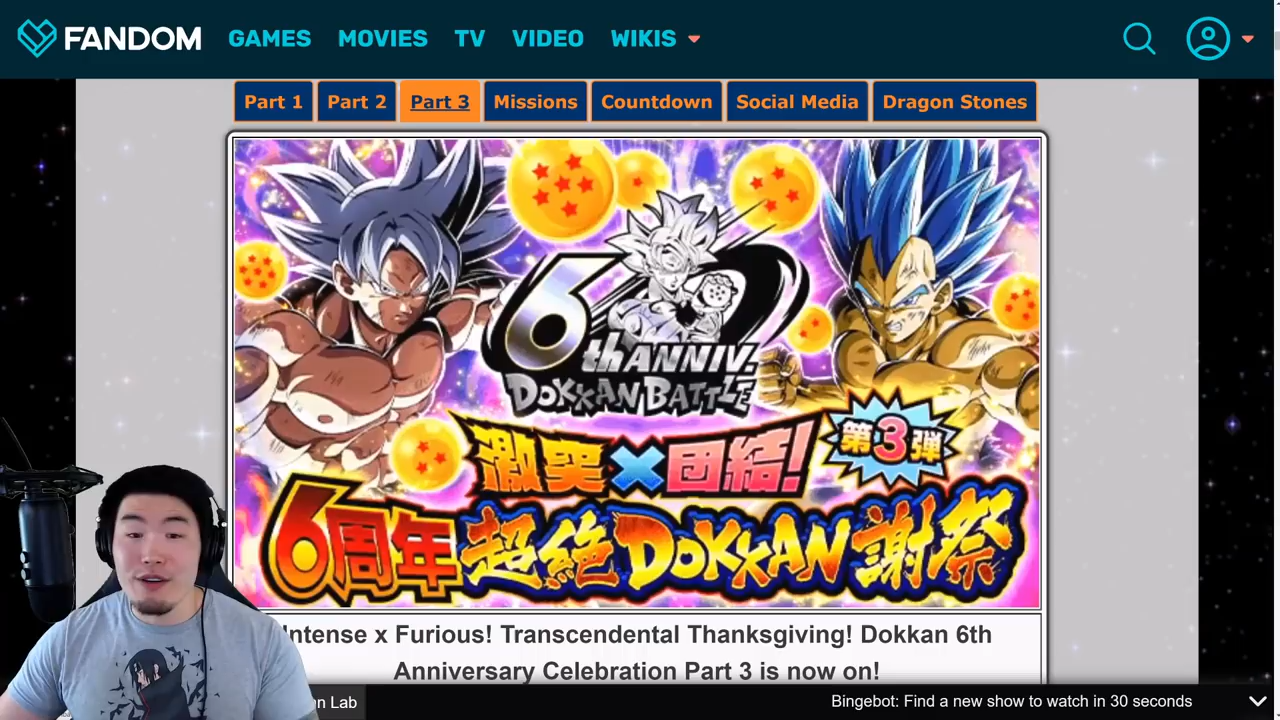 FANDOM
GAMES MOVIES TV VIDEO WIKIS
Part 1 Part 2 Part 3 Missions Countdown Social Media Dragon Stones
6thANNIV.
DOKKAN BATTLE
激突×団結! 第3弾
6周年超絶DOKKAN謝祭
Intense x Furious! Transcendental Thanksgiving! Dokkan 6th
Anniversary Celebration Part 3 is now on!
Lab Bingebot: Find a new show to watch in 30 seconds